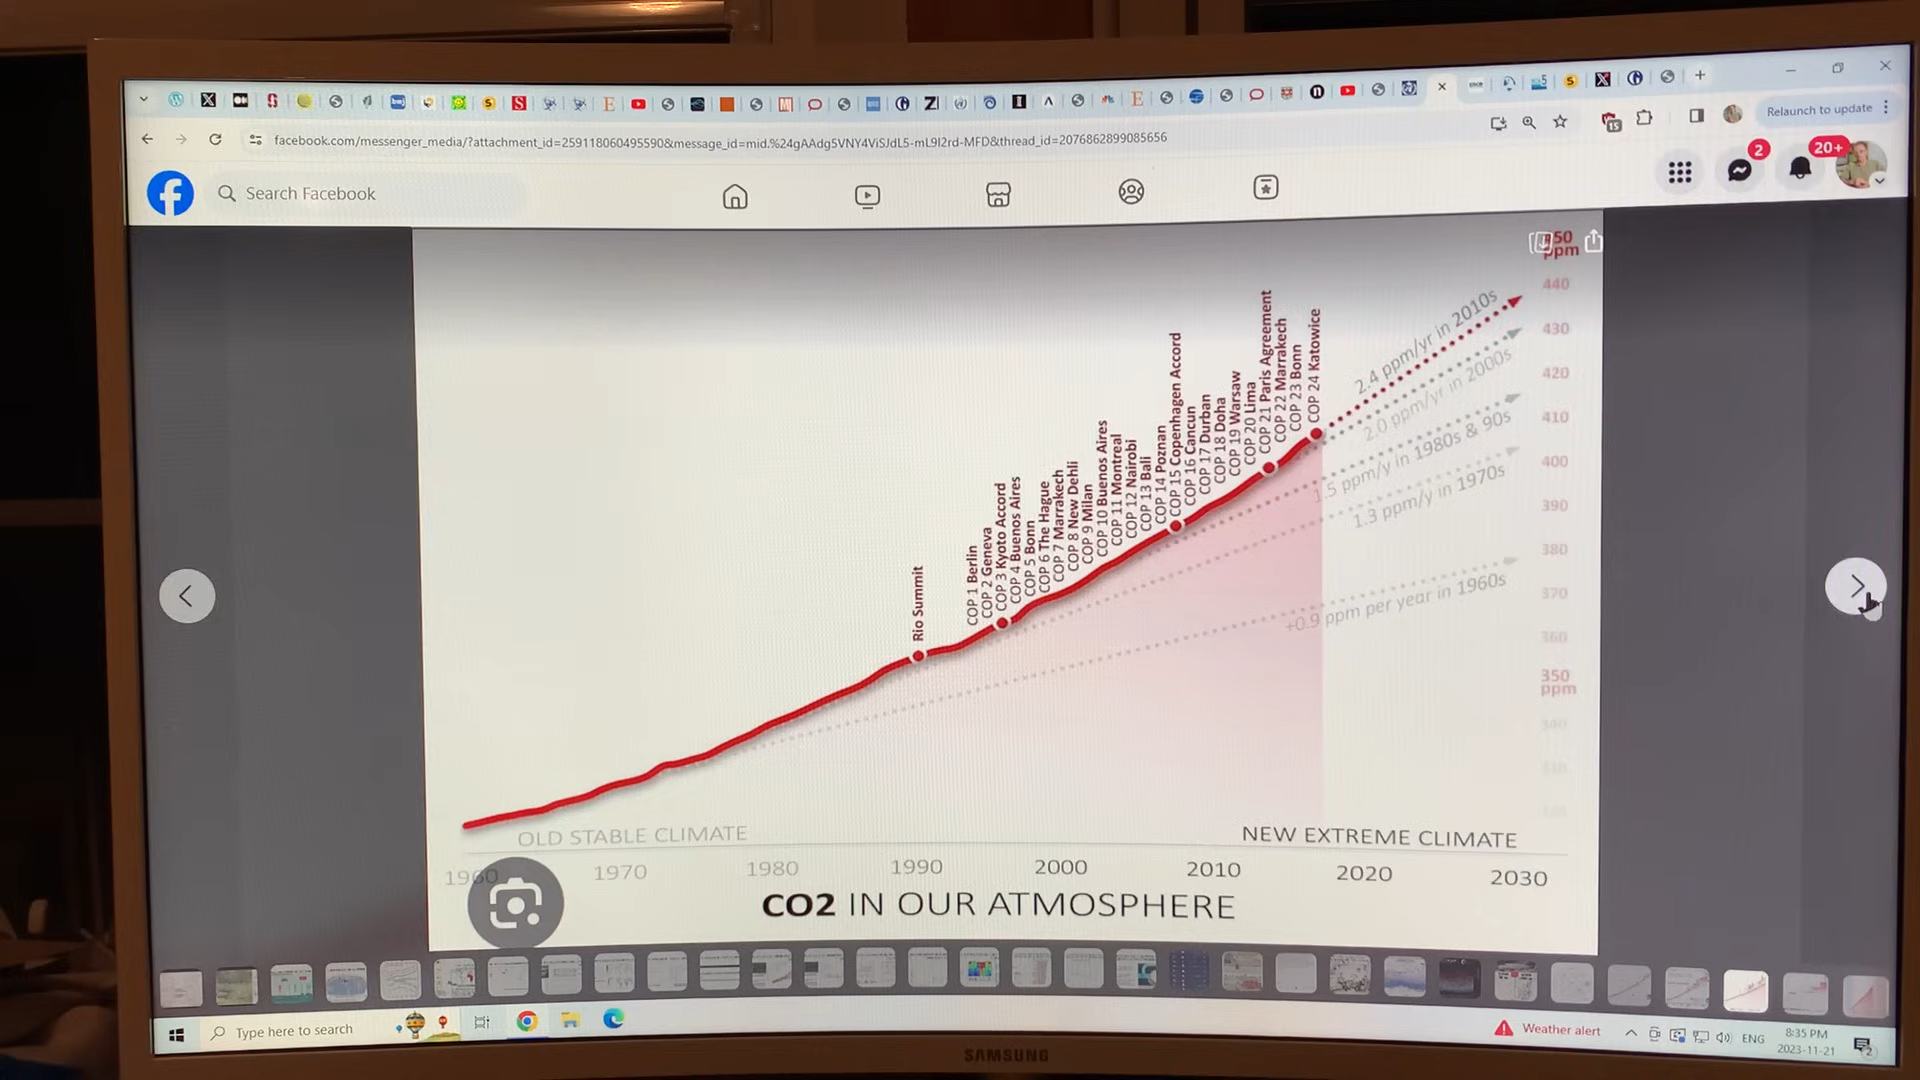 Relaunch to update
facebook.com/messenger_media/?attachment_id=259118060495590&message_id=mid.%24gAAdg5VNY4ViSJdL5-mL9I2rd-MFD&thread_id=2076862899085656
15
Search Facebook
2
20+
50
ppm
440
430
420
410
400
390
380
370
360
350
ppm
340
2.4 ppm/yr in 2010s
2.0 ppm/yr in 2000s
1.5 ppm/y in 1980s & 90s
1.3 ppm/y in 1970s
+0.9 ppm per year in 1960s
Rio Summit
COP 1 Berlin
COP 2 Geneva
COP 3 Kyoto Accord
COP 4 Buenos Aires
COP 5 Bonn
COP 6 The Hague
COP 7 Marrakech
COP 8 New Dehli
COP 9 Milan
COP 10 Buenos Aires
COP 11 Montreal
COP 12 Nairobi
COP 13 Bali
COP 14 Poznan
COP 15 Copenhagen Accord
COP 16 Cancun
COP 17 Durban
COP 18 Doha
COP 19 Warsaw
COP 20 Lima
COP 21 Paris Agreement
COP 22 Marrakech
COP 23 Bonn
COP 24 Katowice
OLD STABLE CLIMATE
NEW EXTREME CLIMATE
1960 1970 1980 1990 2000 2010 2020 2030
CO2 IN OUR ATMOSPHERE
Type here to search
Weather alert
ENG
8:35 PM
2023-11-21
2
SAMSUNG